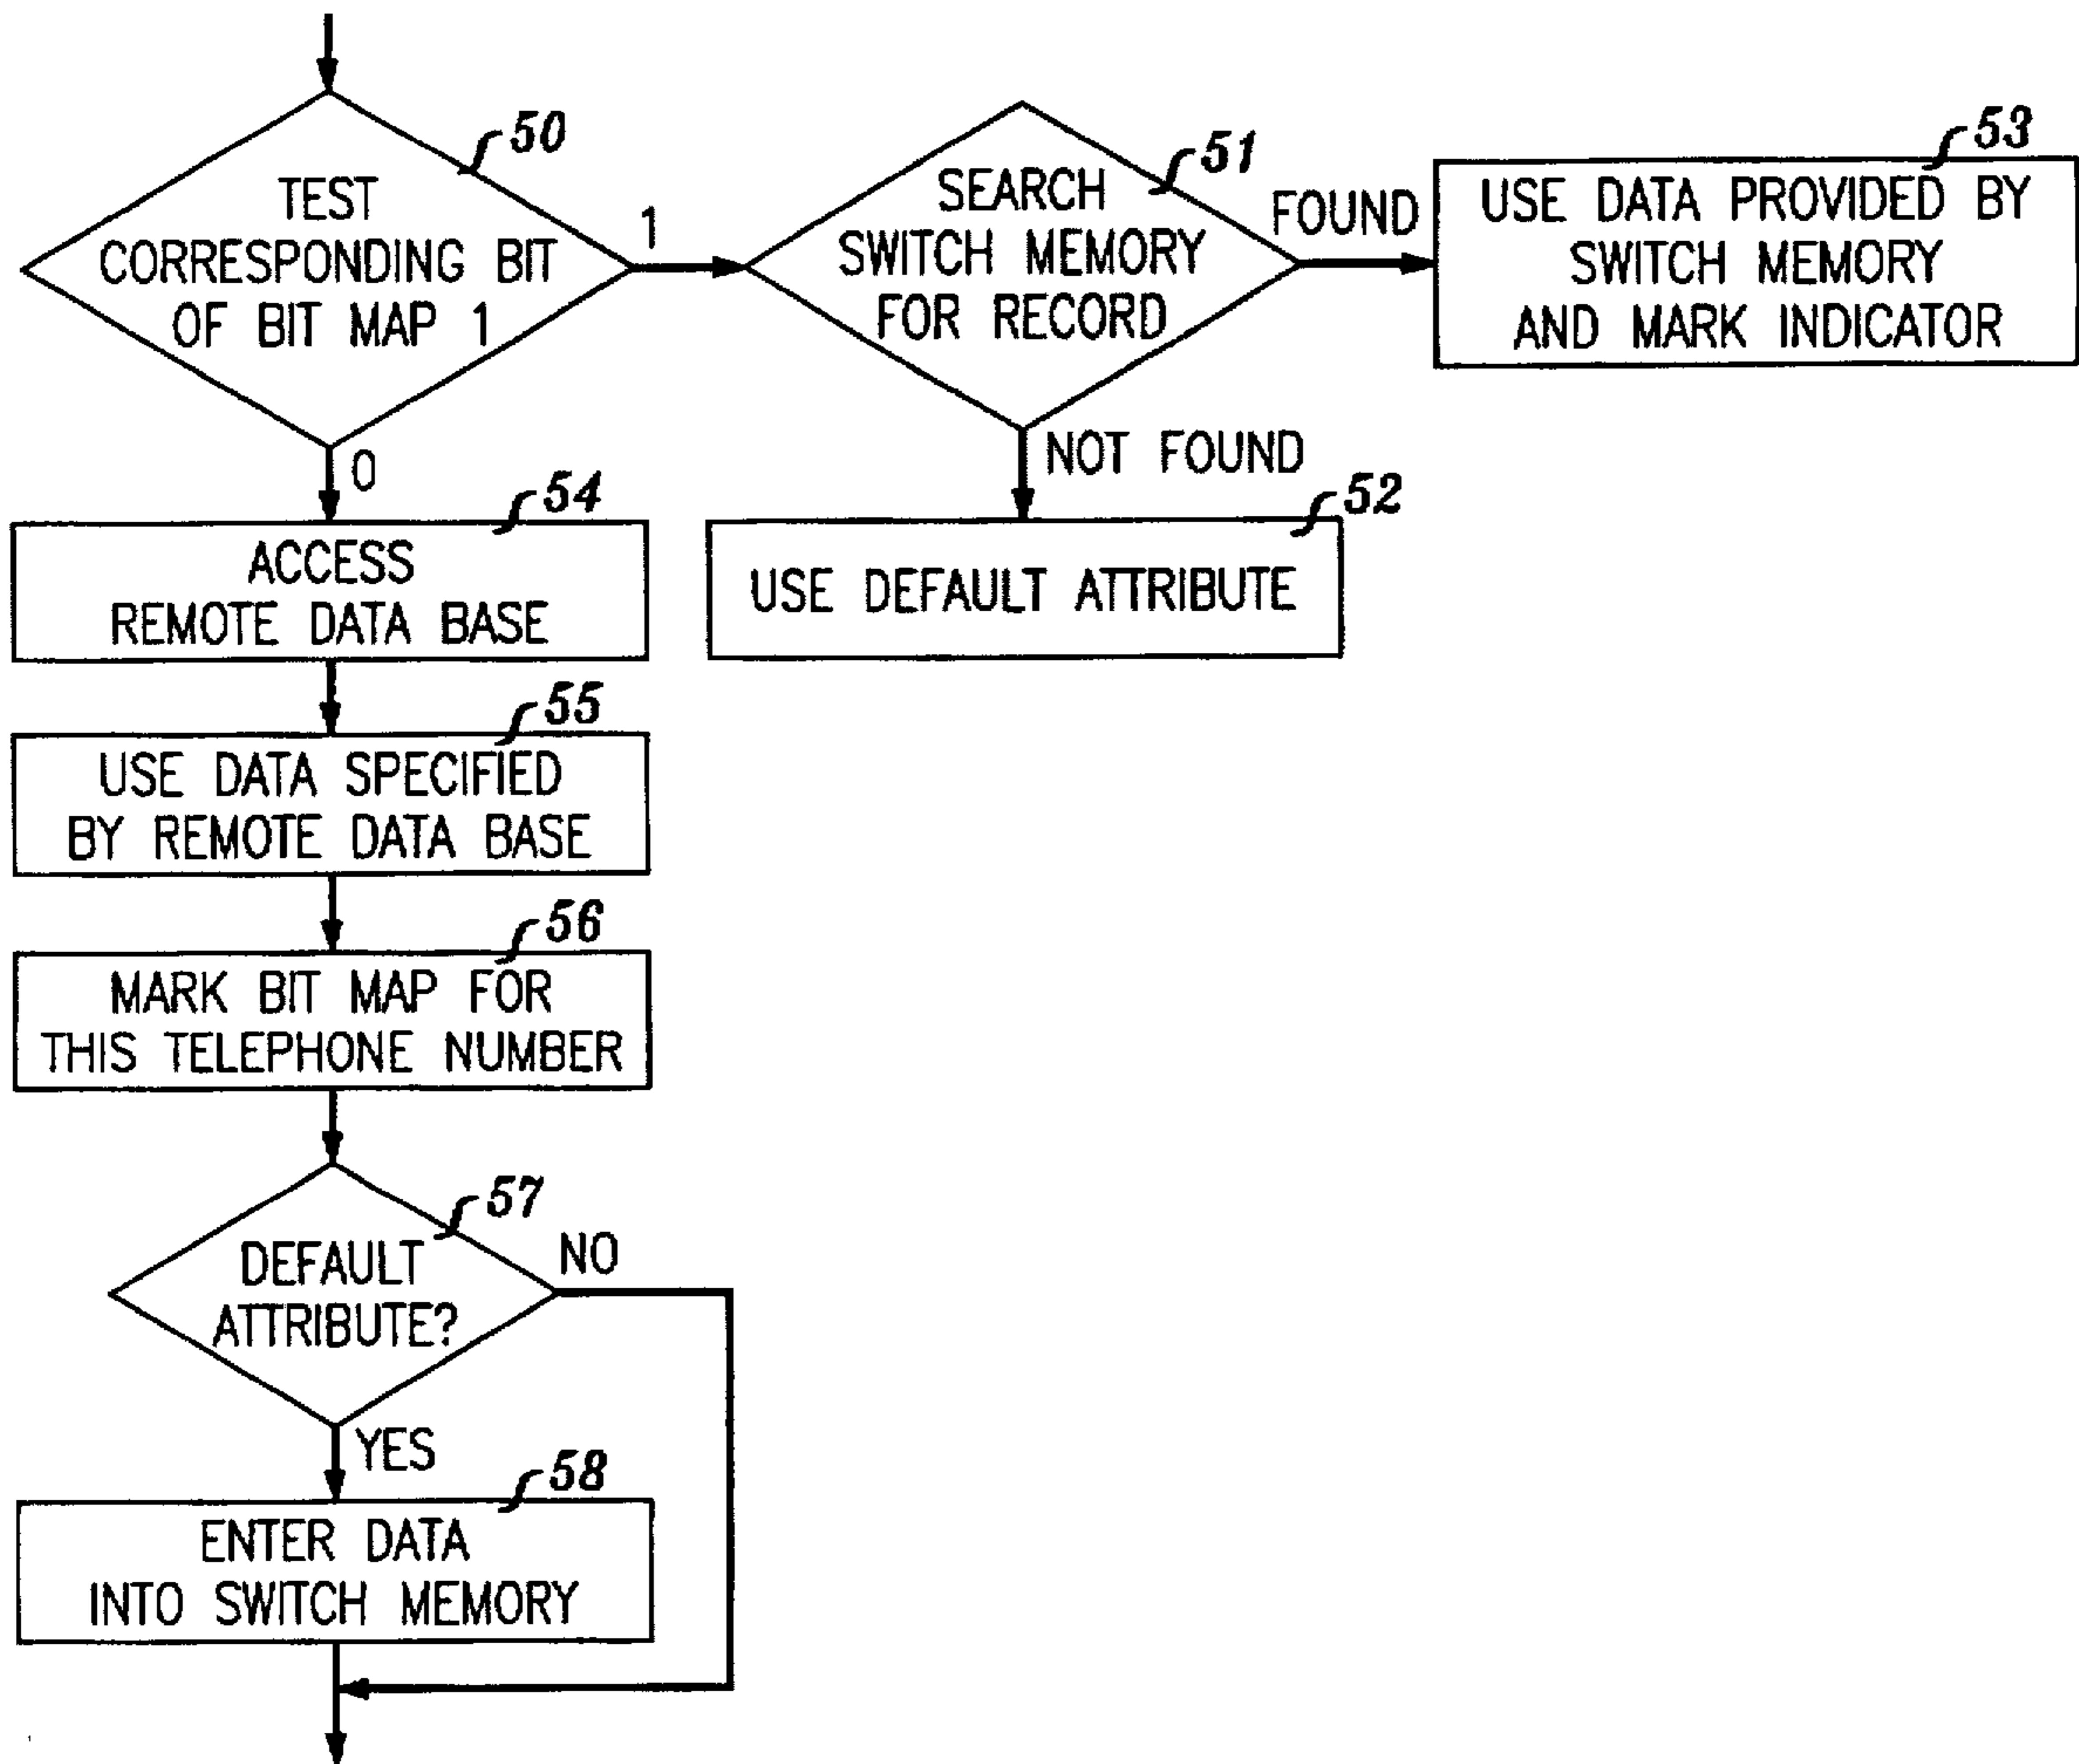 50
TEST
CORRESPONDING BIT
OF BIT MAP 1
1
0
51
SEARCH
SWITCH MEMORY
FOR RECORD
FOUND
NOT FOUND
53
USE DATA PROVIDED BY
SWITCH MEMORY
AND MARK INDICATOR
52
USE DEFAULT ATTRIBUTE
54
ACCESS
REMOTE DATA BASE
55
USE DATA SPECIFIED
BY REMOTE DATA BASE
56
MARK BIT MAP FOR
THIS TELEPHONE NUMBER
57
DEFAULT
ATTRIBUTE?
NO
YES
58
ENTER DATA
INTO SWITCH MEMORY